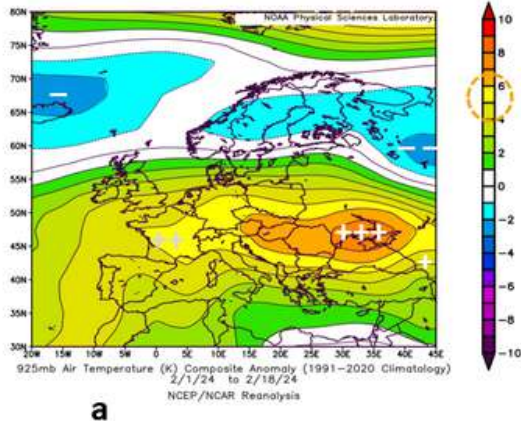 NOAA Physical Sciences Laboratory
80N
75N
70N
65N
60N
55N
50N
45N
40N
35N
30N
20W 15W 10W 5W 0 5E 10E 15E 20E 25E 30E 35E 40E 45E
10
8
6
4
2
0
-2
-4
-6
-8
-10
925mb Air Temperature (K) Composite Anomaly (1991-2020 Climatology)
2/1/24 to 2/18/24
NCEP/NCAR Reanalysis
a